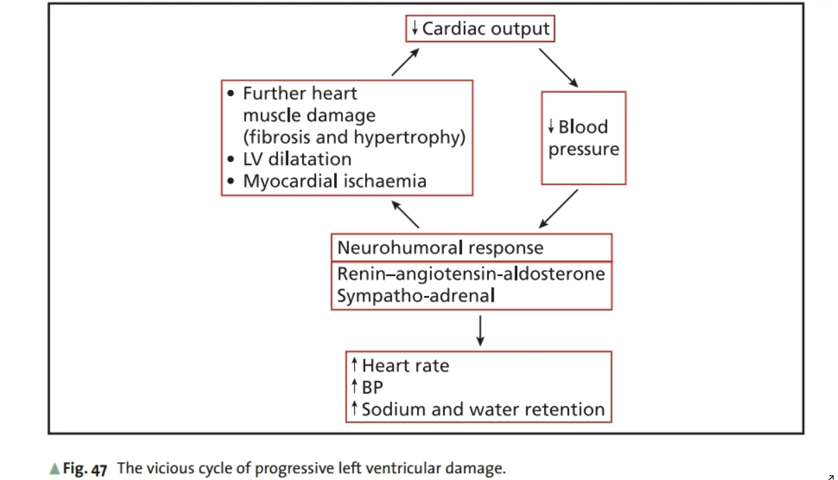 ↓ Cardiac output
• Further heart
muscle damage
(fibrosis and hypertrophy)
• LV dilatation
• Myocardial ischaemia
↓ Blood
pressure
Neurohumoral response
Renin–angiotensin-aldosterone
Sympatho-adrenal
↑ Heart rate
↑ BP
↑ Sodium and water retention
▲ Fig. 47 The vicious cycle of progressive left ventricular damage.